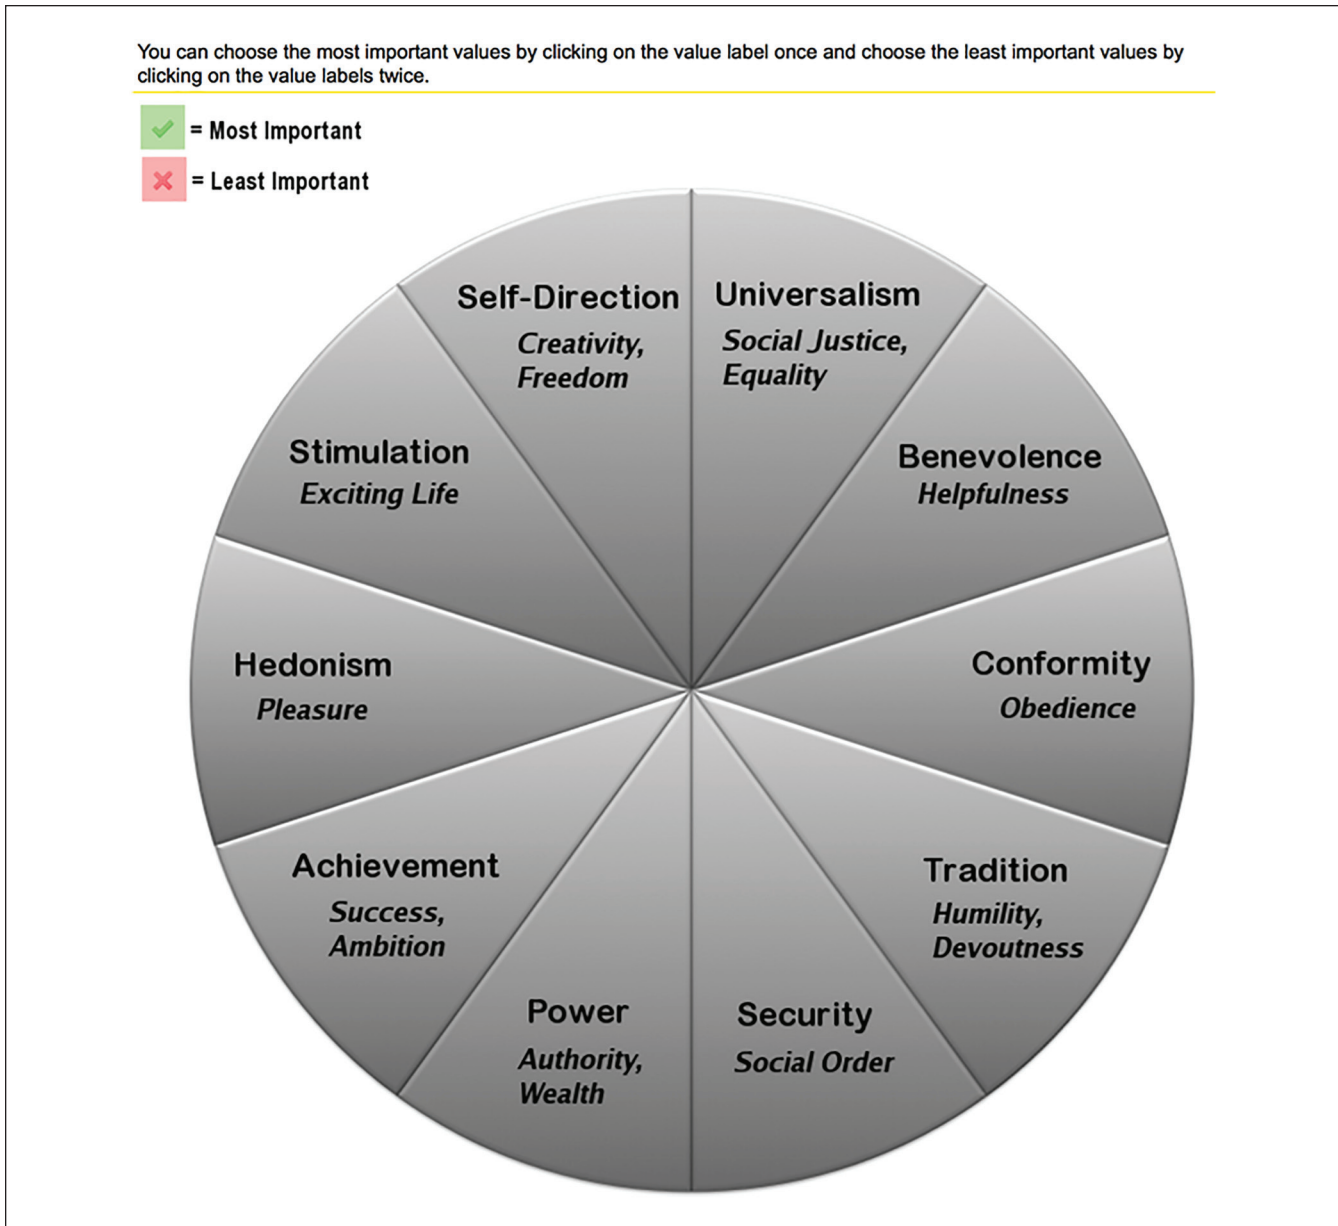 You can choose the most important values by clicking on the value label once and choose the least important values by
clicking on the value labels twice.
= Most Important
= Least Important
Self-Direction
Creativity,
Freedom
Universalism
Social Justice,
Equality
Stimulation
Exciting Life
Benevolence
Helpfulness
Hedonism
Pleasure
Conformity
Obedience
Achievement
Success,
Ambition
Tradition
Humility,
Devoutness
Power
Authority,
Wealth
Security
Social Order